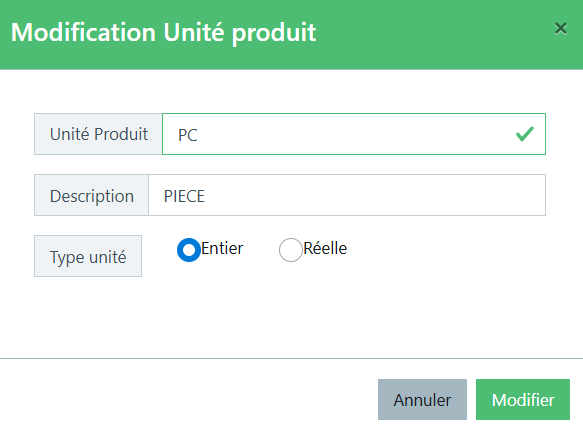 Modification Unité produit ×
Unité Produit PC
Description PIECE
Type unité Entier Réelle
Annuler Modifier